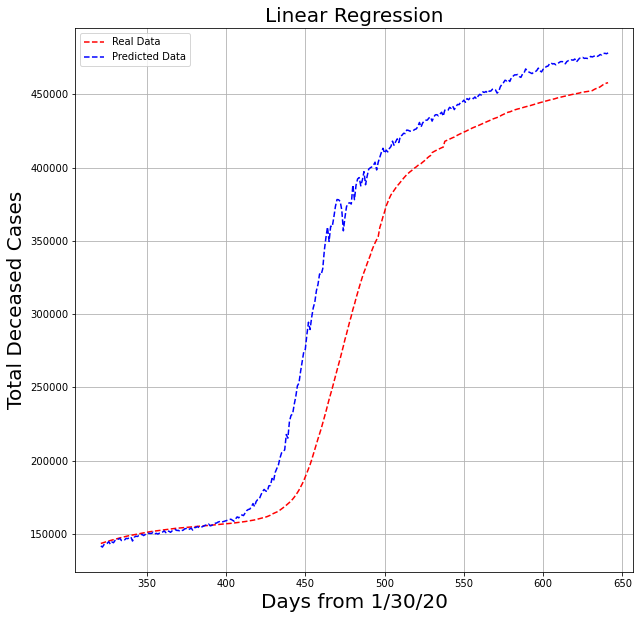 Linear Regression
Real Data
Predicted Data
Total Deceased Cases
450000
400000
350000
300000
250000
200000
150000
350 400 450 500 550 600 650
Days from 1/30/20